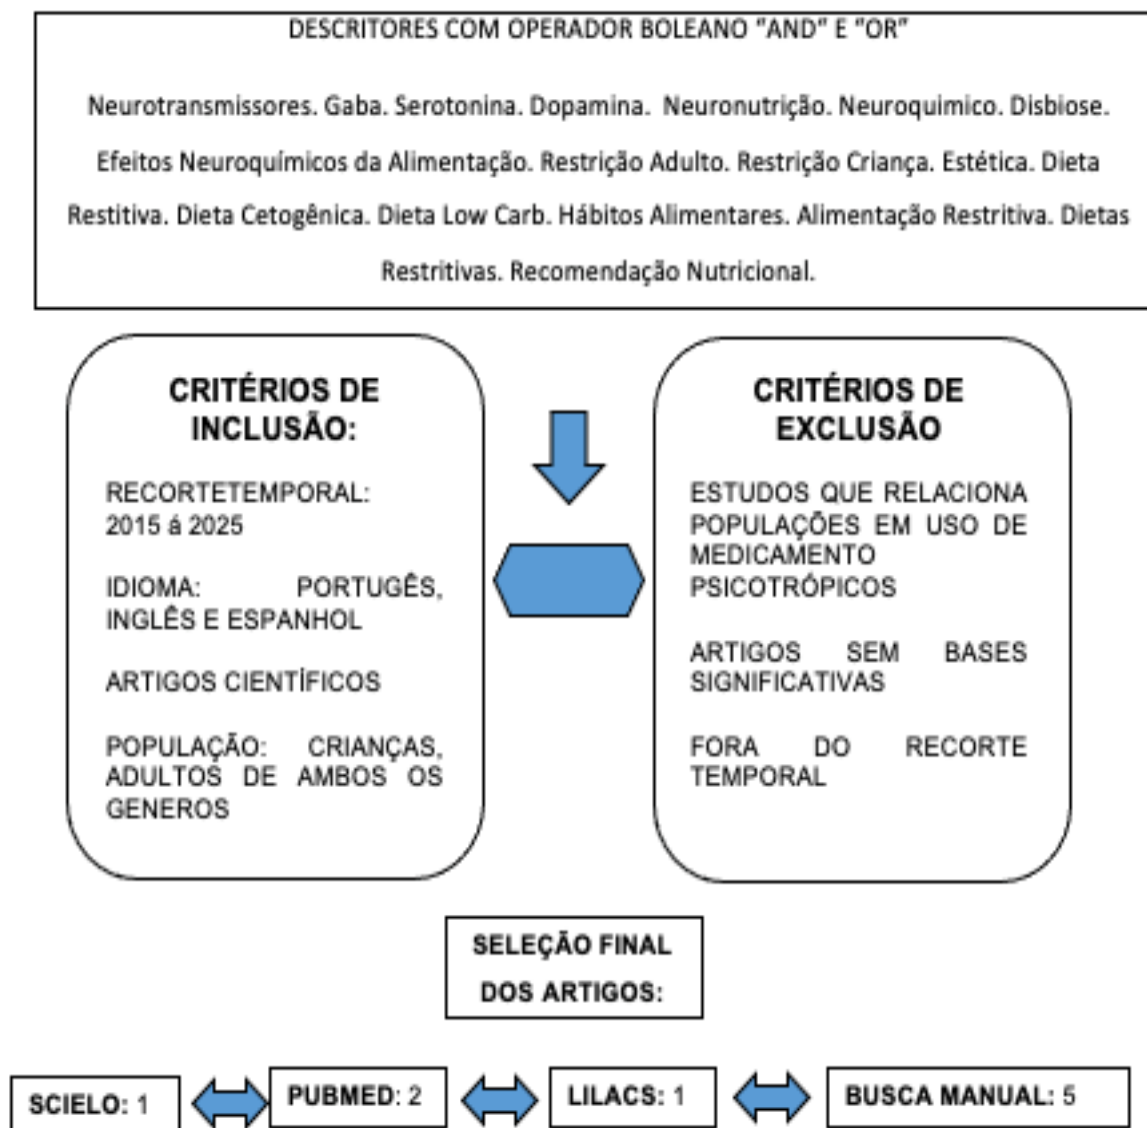 DESCRITORES COM OPERADOR BOLEANO "AND" E "OR"
Neurotransmissores. Gaba. Serotonina. Dopamina. Neuronutrição. Neuroquimico. Disbiose.
Efeitos Neuroquímicos da Alimentação. Restrição Adulto. Restrição Criança. Estética. Dieta
Restitiva. Dieta Cetogênica. Dieta Low Carb. Hábitos Alimentares. Alimentação Restritiva. Dietas
Restritivas. Recomendação Nutricional.
CRITÉRIOS DE
INCLUSÃO:
RECORTETEMPORAL:
2015 á 2025
IDIOMA: PORTUGÊS,
INGLÊS E ESPANHOL
ARTIGOS CIENTÍFICOS
POPULAÇÃO: CRIANÇAS,
ADULTOS DE AMBOS OS
GENEROS
CRITÉRIOS DE
EXCLUSÃO
ESTUDOS QUE RELACIONA
POPULAÇÕES EM USO DE
MEDICAMENTO
PSICOTRÓPICOS
ARTIGOS SEM BASES
SIGNIFICATIVAS
FORA DO RECORTE
TEMPORAL
SELEÇÃO FINAL
DOS ARTIGOS:
SCIELO: 1
PUBMED: 2
LILACS: 1
BUSCA MANUAL: 5